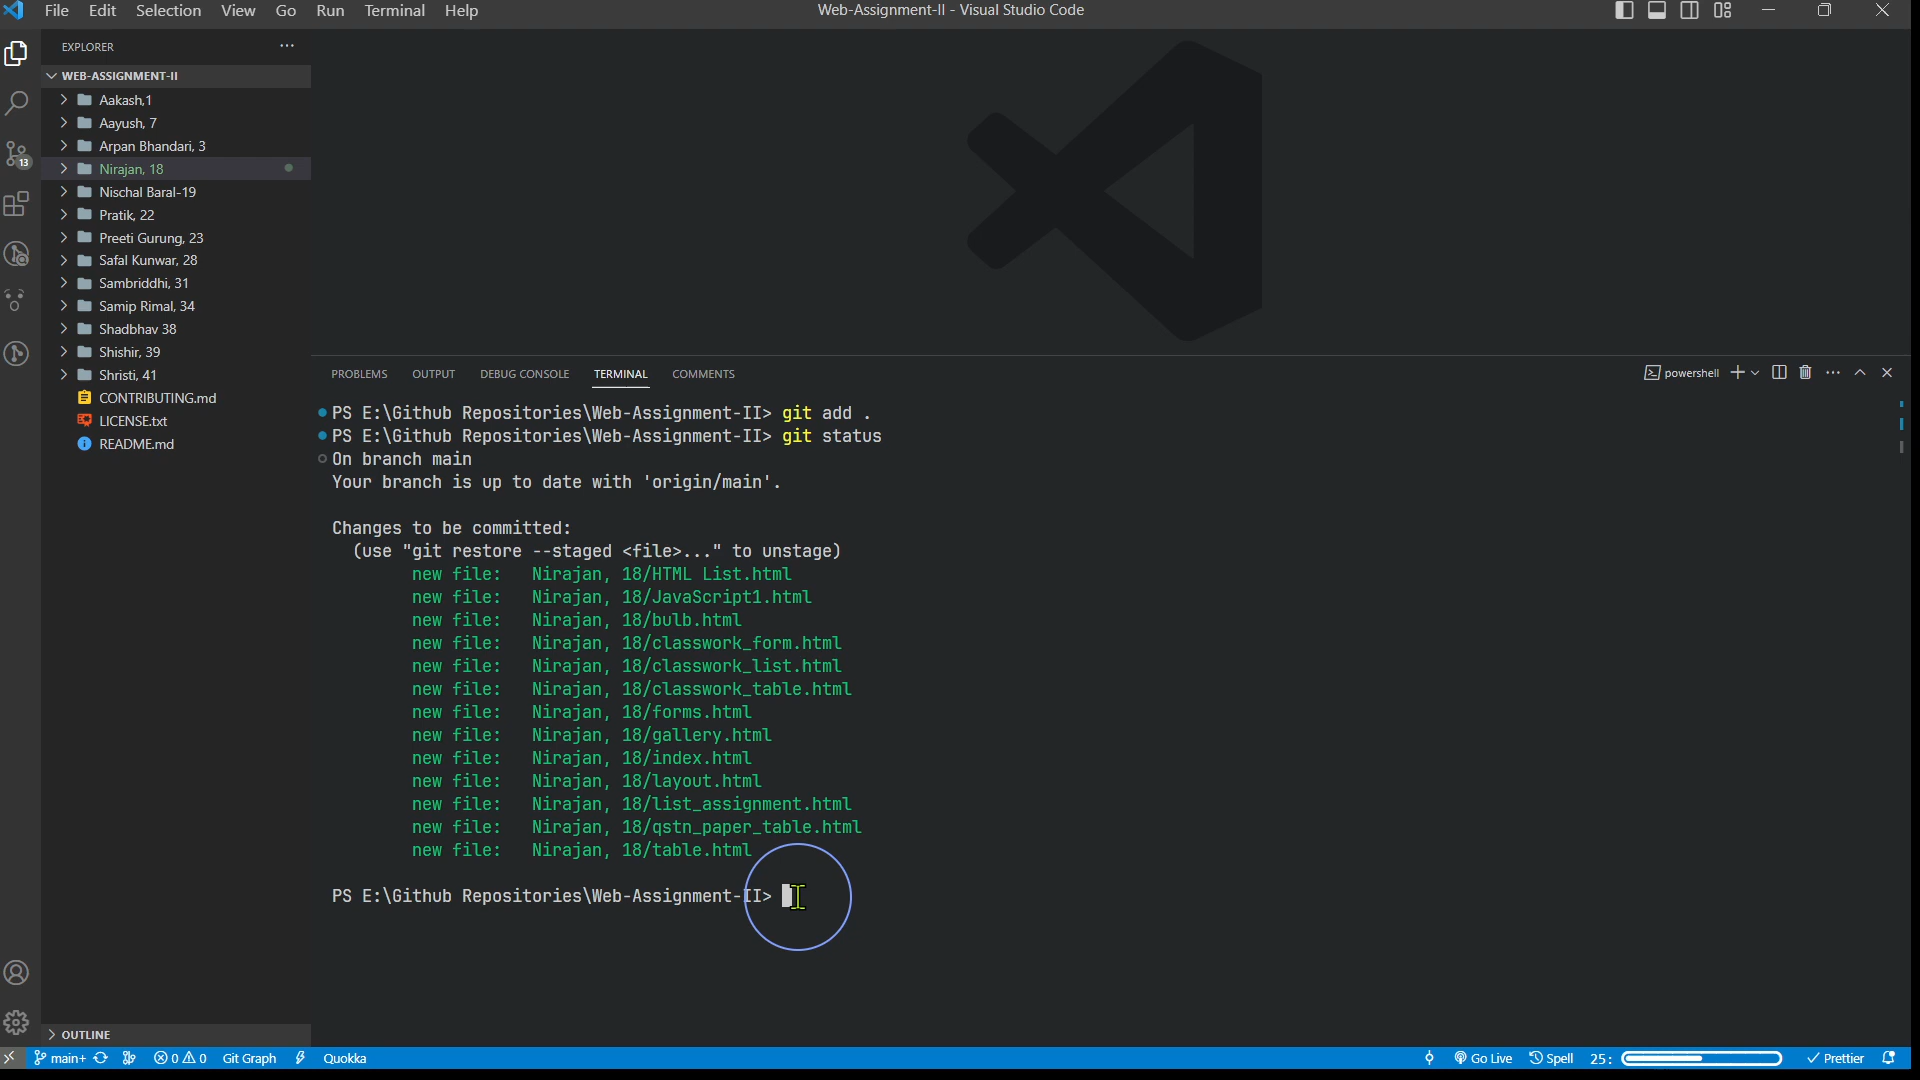 File Edit Selection View Go Run Terminal Help
Web-Assignment-II - Visual Studio Code
EXPLORER
WEB-ASSIGNMENT-II
Aakash,1
Aayush, 7
Arpan Bhandari, 3
13
Nirajan, 18
Nischal Baral-19
Pratik, 22
Preeti Gurung, 23
Safal Kunwar, 28
Sambriddhi, 31
Samip Rimal, 34
Shadbhav 38
Shishir, 39
Shristi, 41
CONTRIBUTING.md
LICENSE.txt
README.md
PROBLEMS OUTPUT DEBUG CONSOLE TERMINAL COMMENTS
powershell
PS E:\Github Repositories\Web-Assignment-II> git add .
PS E:\Github Repositories\Web-Assignment-II> git status
On branch main
Your branch is up to date with 'origin/main'.
Changes to be committed:
(use "git restore --staged <file>..." to unstage)
new file:   Nirajan, 18/HTML List.html
new file:   Nirajan, 18/JavaScript1.html
new file:   Nirajan, 18/bulb.html
new file:   Nirajan, 18/classwork_form.html
new file:   Nirajan, 18/classwork_list.html
new file:   Nirajan, 18/classwork_table.html
new file:   Nirajan, 18/forms.html
new file:   Nirajan, 18/gallery.html
new file:   Nirajan, 18/index.html
new file:   Nirajan, 18/layout.html
new file:   Nirajan, 18/list_assignment.html
new file:   Nirajan, 18/qstn_paper_table.html
new file:   Nirajan, 18/table.html
PS E:\Github Repositories\Web-Assignment-II>
OUTLINE
main+ 0 0 Git Graph Quokka
Go Live Spell 25: Prettier